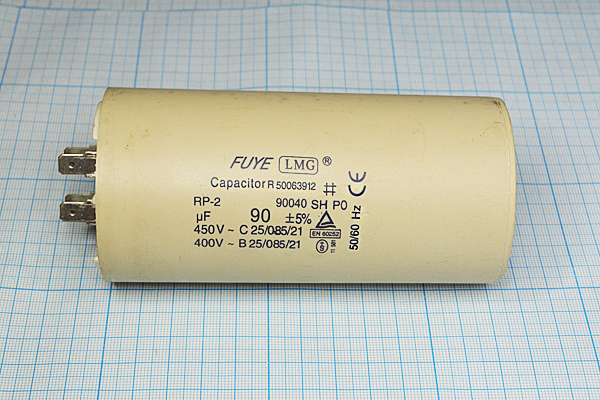 FUYE LMG ®
Capacitor R 50063912
RP-2 90040 SH P0
µF 90 ±5%
450V ~ C 25/085/21 EN 60252
400V ~ B 25/085/21
CE
50/60 Hz